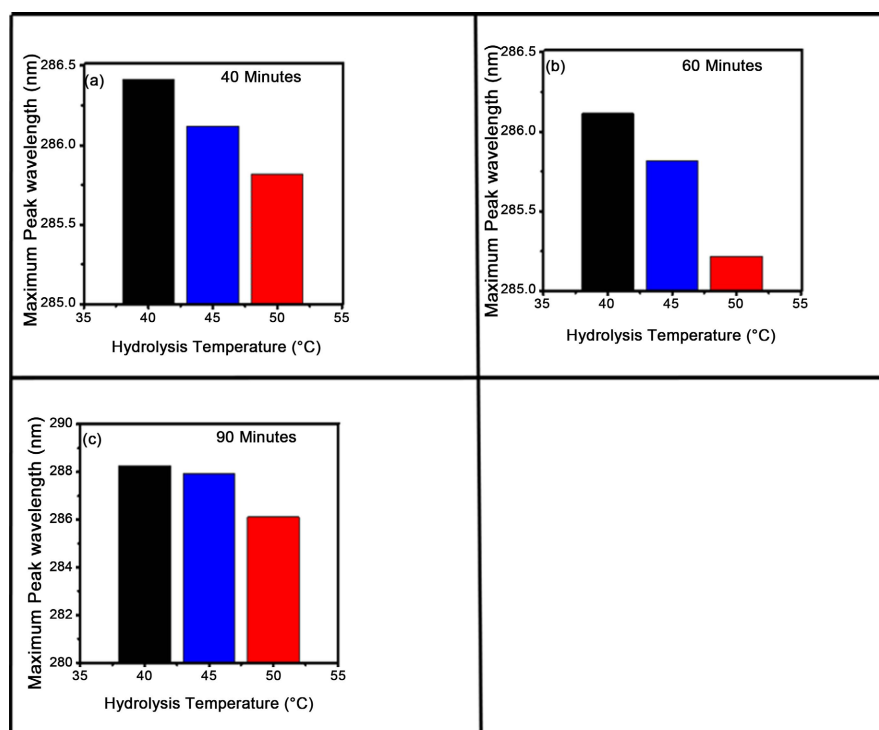 (a)
40 Minutes
Maximum Peak wavelength (nm)
286.5
286.0
285.5
285.0
35 40 45 50 55
Hydrolysis Temperature (°C)
(b)
60 Minutes
Maximum Peak wavelength (nm)
286.5
286.0
285.5
285.0
35 40 45 50 55
Hydrolysis Temperature (°C)
(c)
90 Minutes
Maximum Peak wavelength (nm)
290
288
286
284
282
280
35 40 45 50 55
Hydrolysis Temperature (°C)